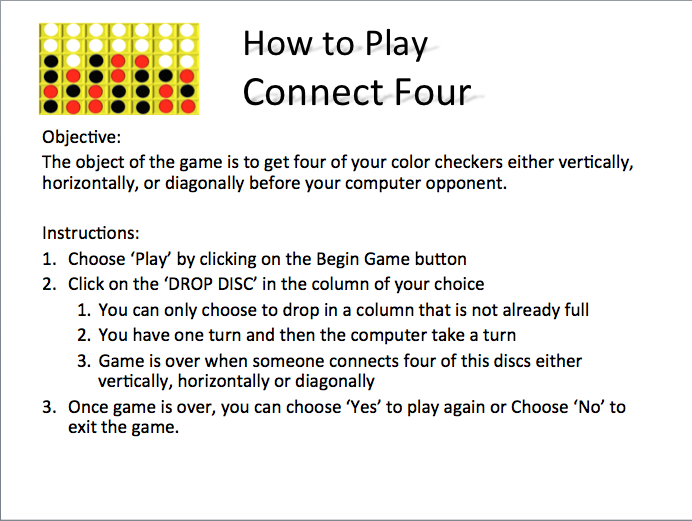 How to Play
Connect Four
Objective:
The object of the game is to get four of your color checkers either vertically,
horizontally, or diagonally before your computer opponent.
Instructions:
1. Choose ‘Play’ by clicking on the Begin Game button
2. Click on the ‘DROP DISC’ in the column of your choice
1. You can only choose to drop in a column that is not already full
2. You have one turn and then the computer take a turn
3. Game is over when someone connects four of this discs either
vertically, horizontally or diagonally
3. Once game is over, you can choose ‘Yes’ to play again or Choose ‘No’ to
exit the game.